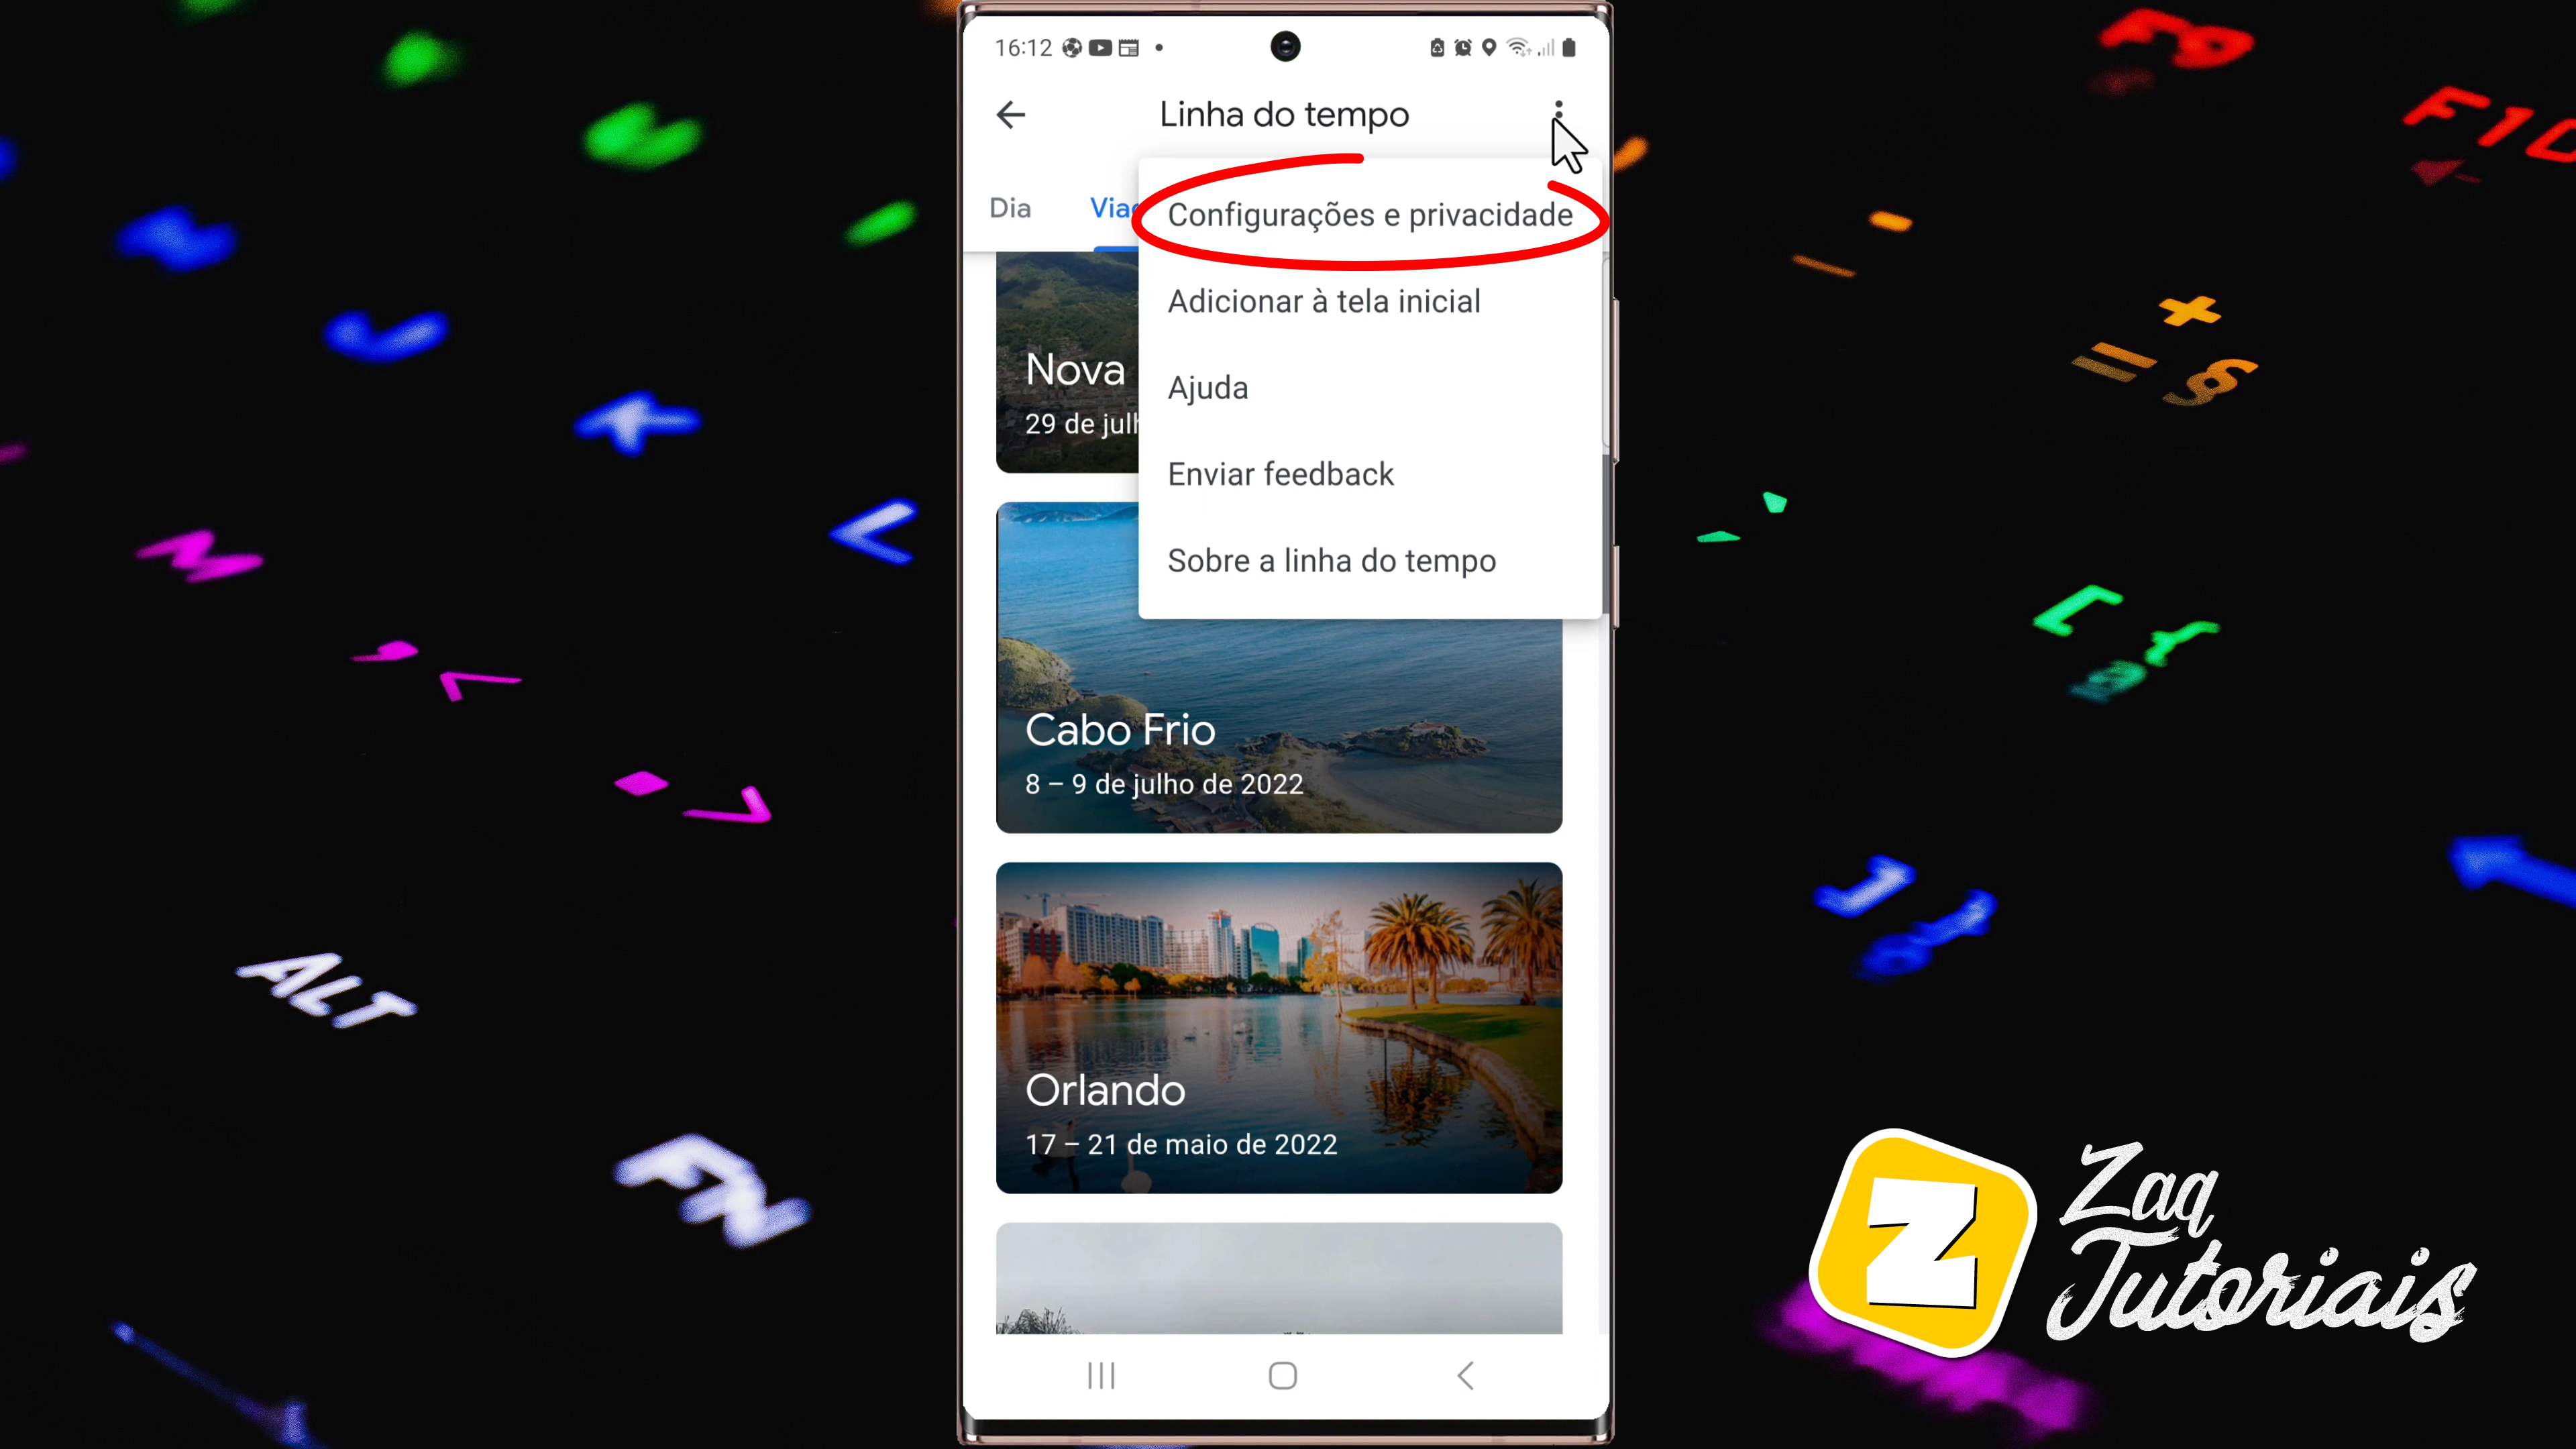 16:12
Linha do tempo
Dia
Configurações e privacidade
Adicionar à tela inicial
Ajuda
Enviar feedback
Sobre a linha do tempo
Nova
29 de
Cabo Frio
8 – 9 de julho de 2022
Orlando
17 – 21 de maio de 2022
F9
M
K
ALT
FN
+
= §
[
Z
Zaq
Tutoriais